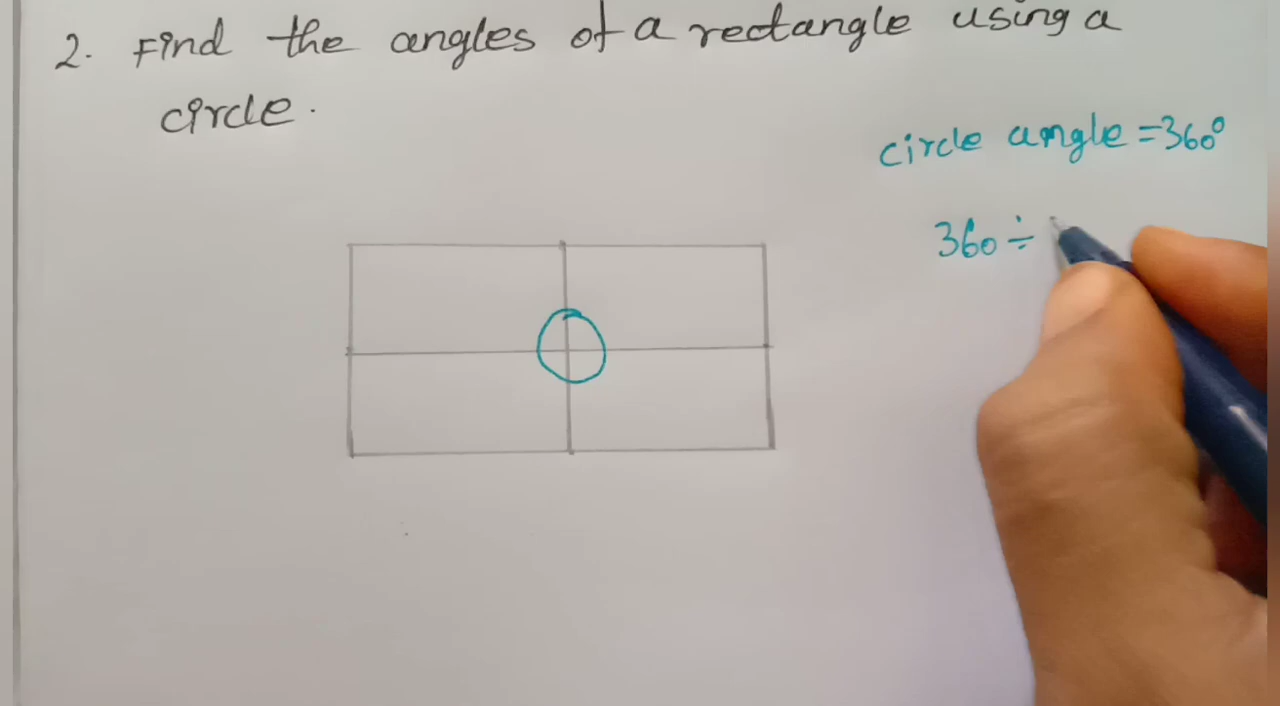 2. Find the angles of a rectangle using a
circle.
circle angle = 360°
360 ÷